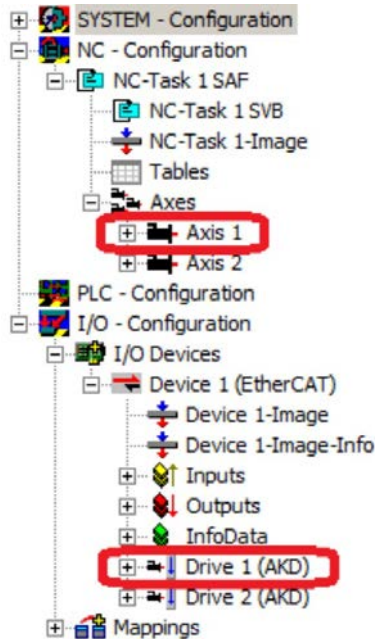 SYSTEM - Configuration
NC - Configuration
NC-Task 1 SAF
NC-Task 1 SVB
NC-Task 1-Image
Tables
Axes
Axis 1
Axis 2
PLC - Configuration
I/O - Configuration
I/O Devices
Device 1 (EtherCAT)
Device 1-Image
Device 1-Image-Info
Inputs
Outputs
InfoData
Drive 1 (AKD)
Drive 2 (AKD)
Mappings